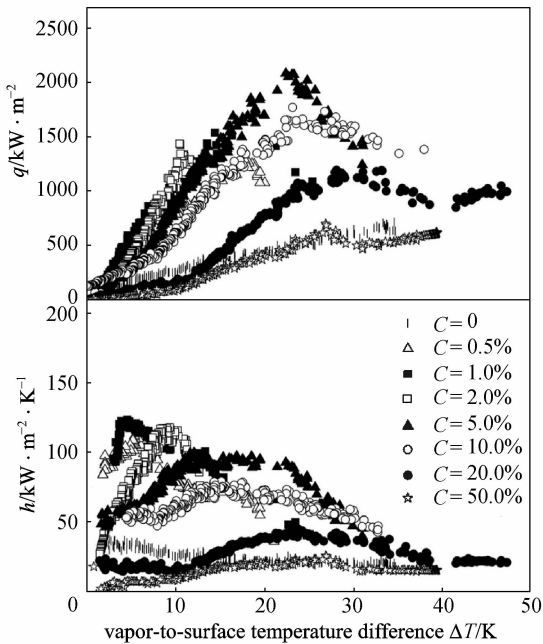 2500
2000
1500
1000
500
0
q/kW · m⁻²
200
150
100
50
0
h/kW · m⁻² · K⁻¹
C = 0
C = 0.5%
C = 1.0%
C = 2.0%
C = 5.0%
C = 10.0%
C = 20.0%
C = 50.0%
0 10 20 30 40 50
vapor-to-surface temperature difference ΔT/K